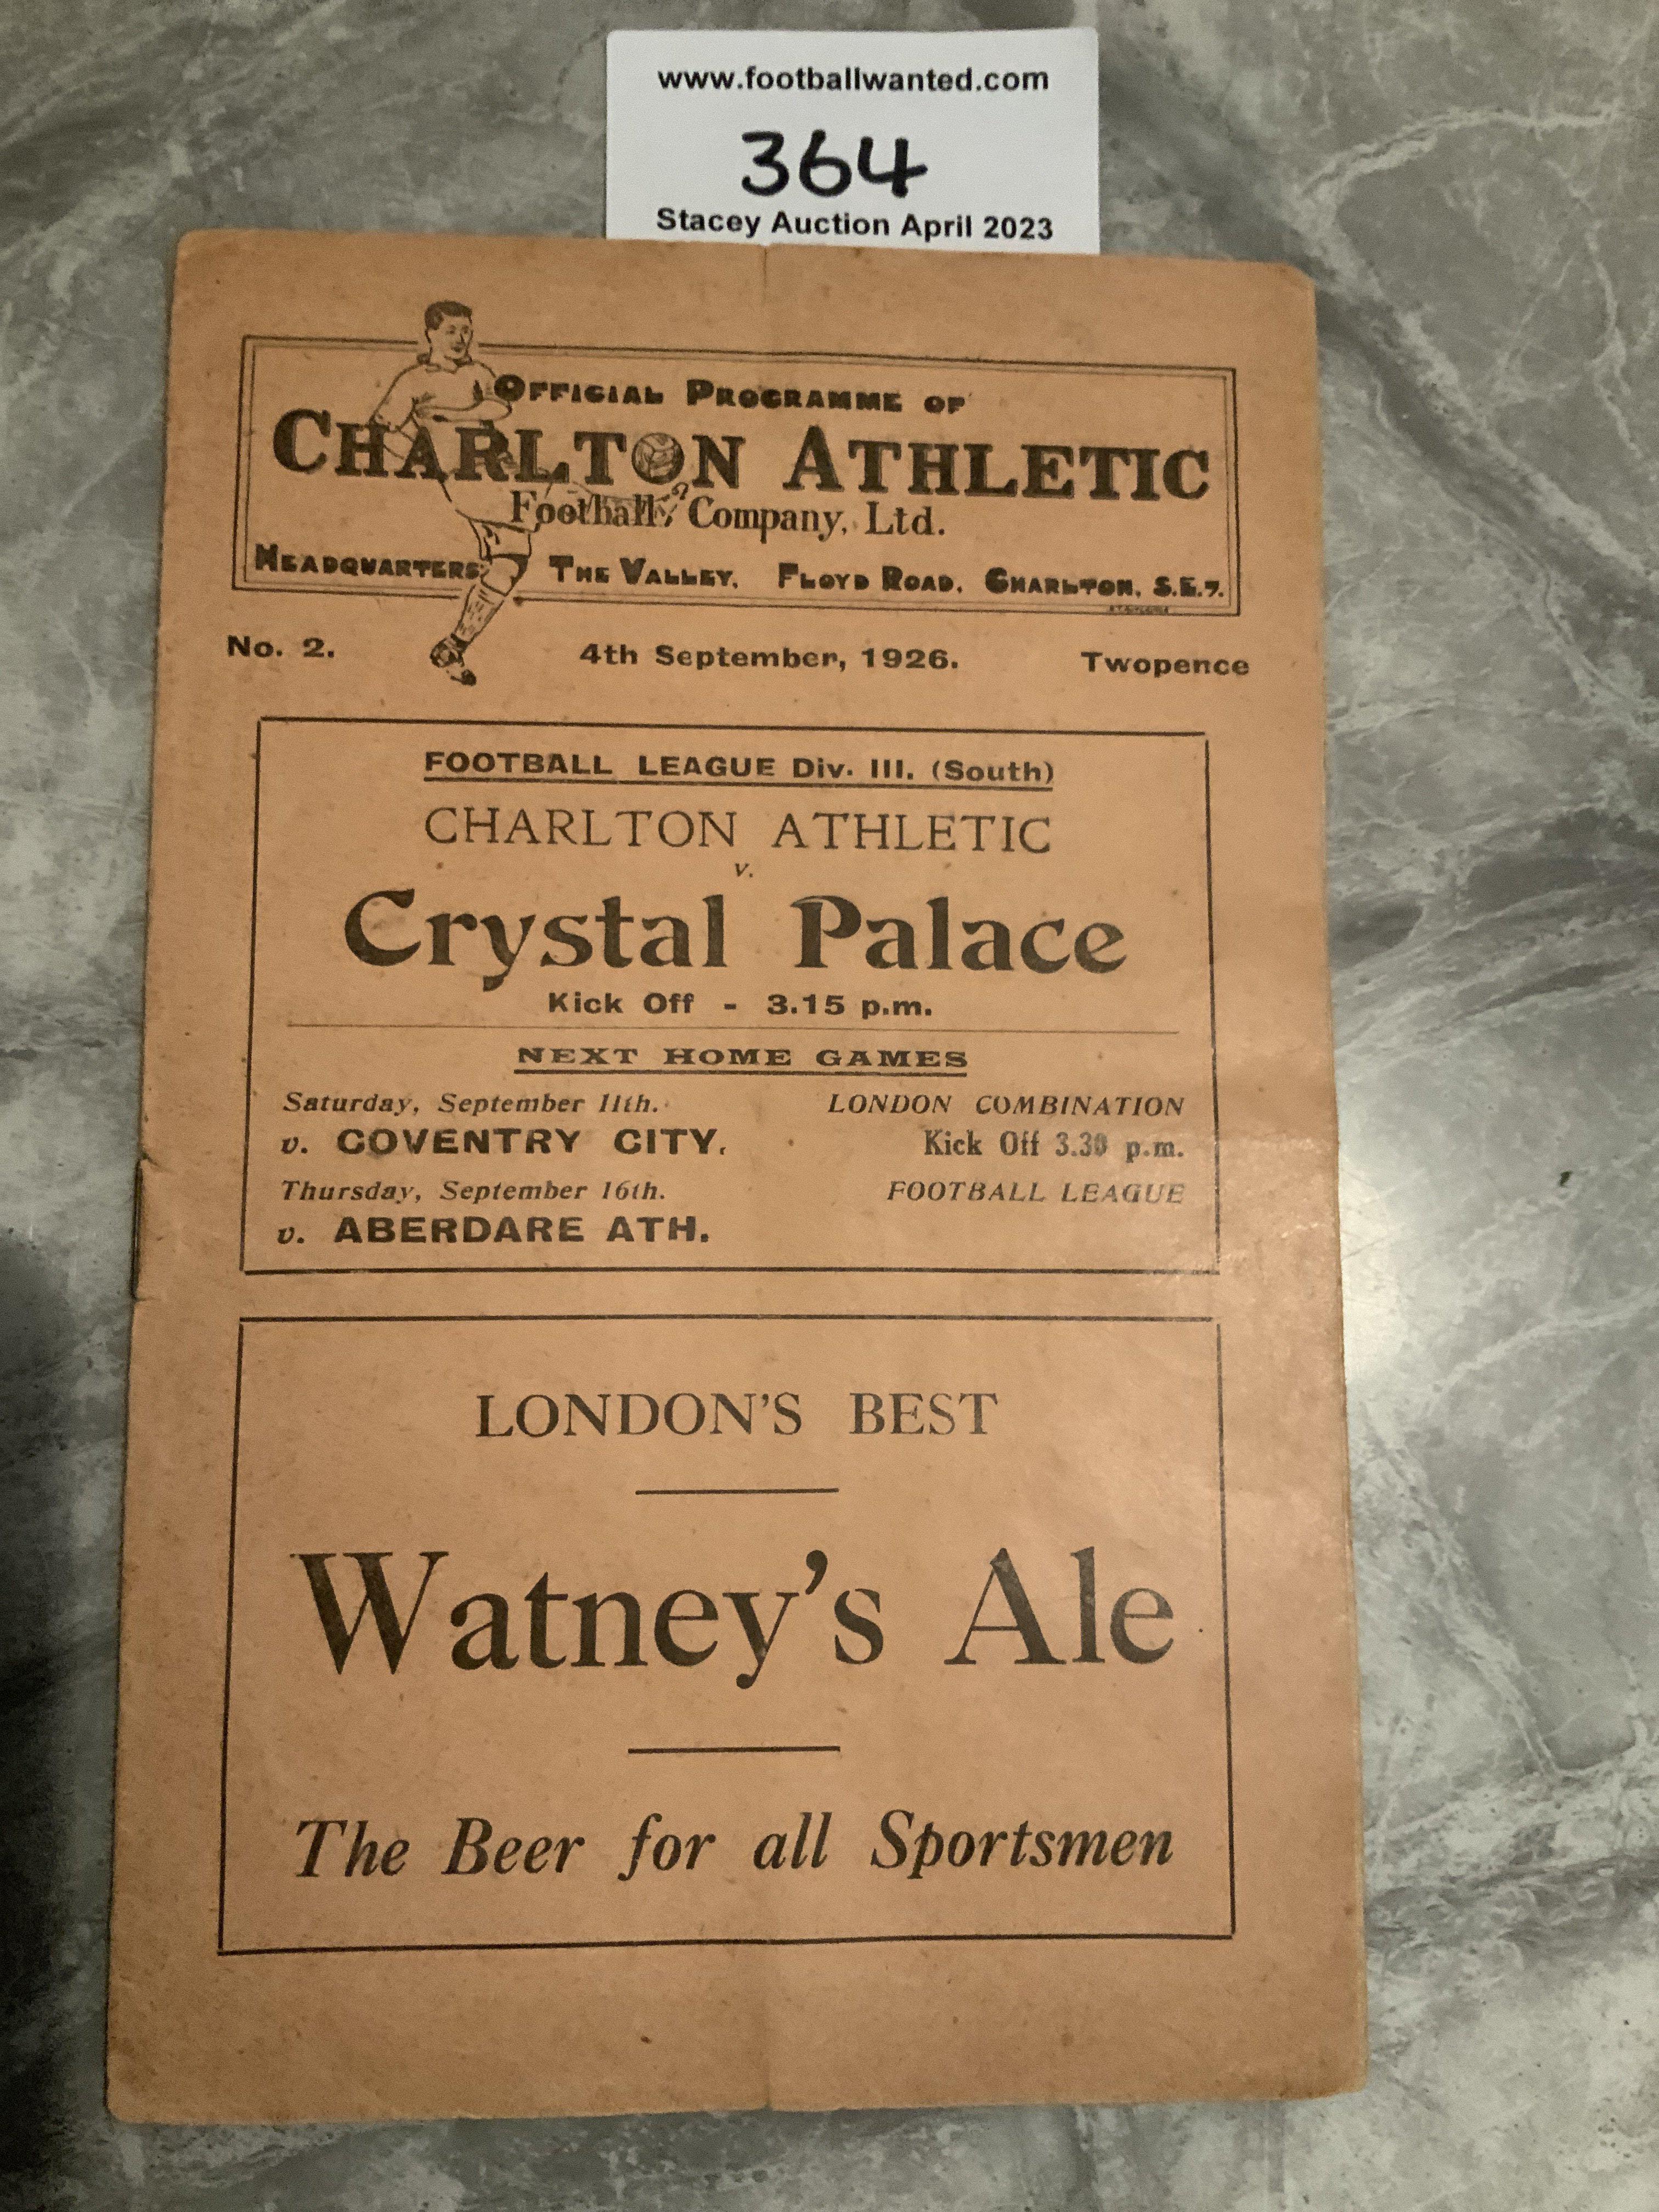 www.footballwanted.com
364
Stacey Auction April 2023
OFFICIAL PROGRAMME OF
CHARLTON ATHLETIC
Football Company, Ltd.
HEADQUARTERS THE VALLEY, FLOYD ROAD, CHARLTON, S.E.7.
No. 2. 4th September, 1926. Twopence
FOOTBALL LEAGUE Div. III. (South)
CHARLTON ATHLETIC
v.
Crystal Palace
Kick Off - 3.15 p.m.
NEXT HOME GAMES
Saturday, September 11th. LONDON COMBINATION
v. COVENTRY CITY. Kick Off 3.30 p.m.
Thursday, September 16th. FOOTBALL LEAGUE
v. ABERDARE ATH.
LONDON'S BEST
Watney's Ale
The Beer for all Sportsmen